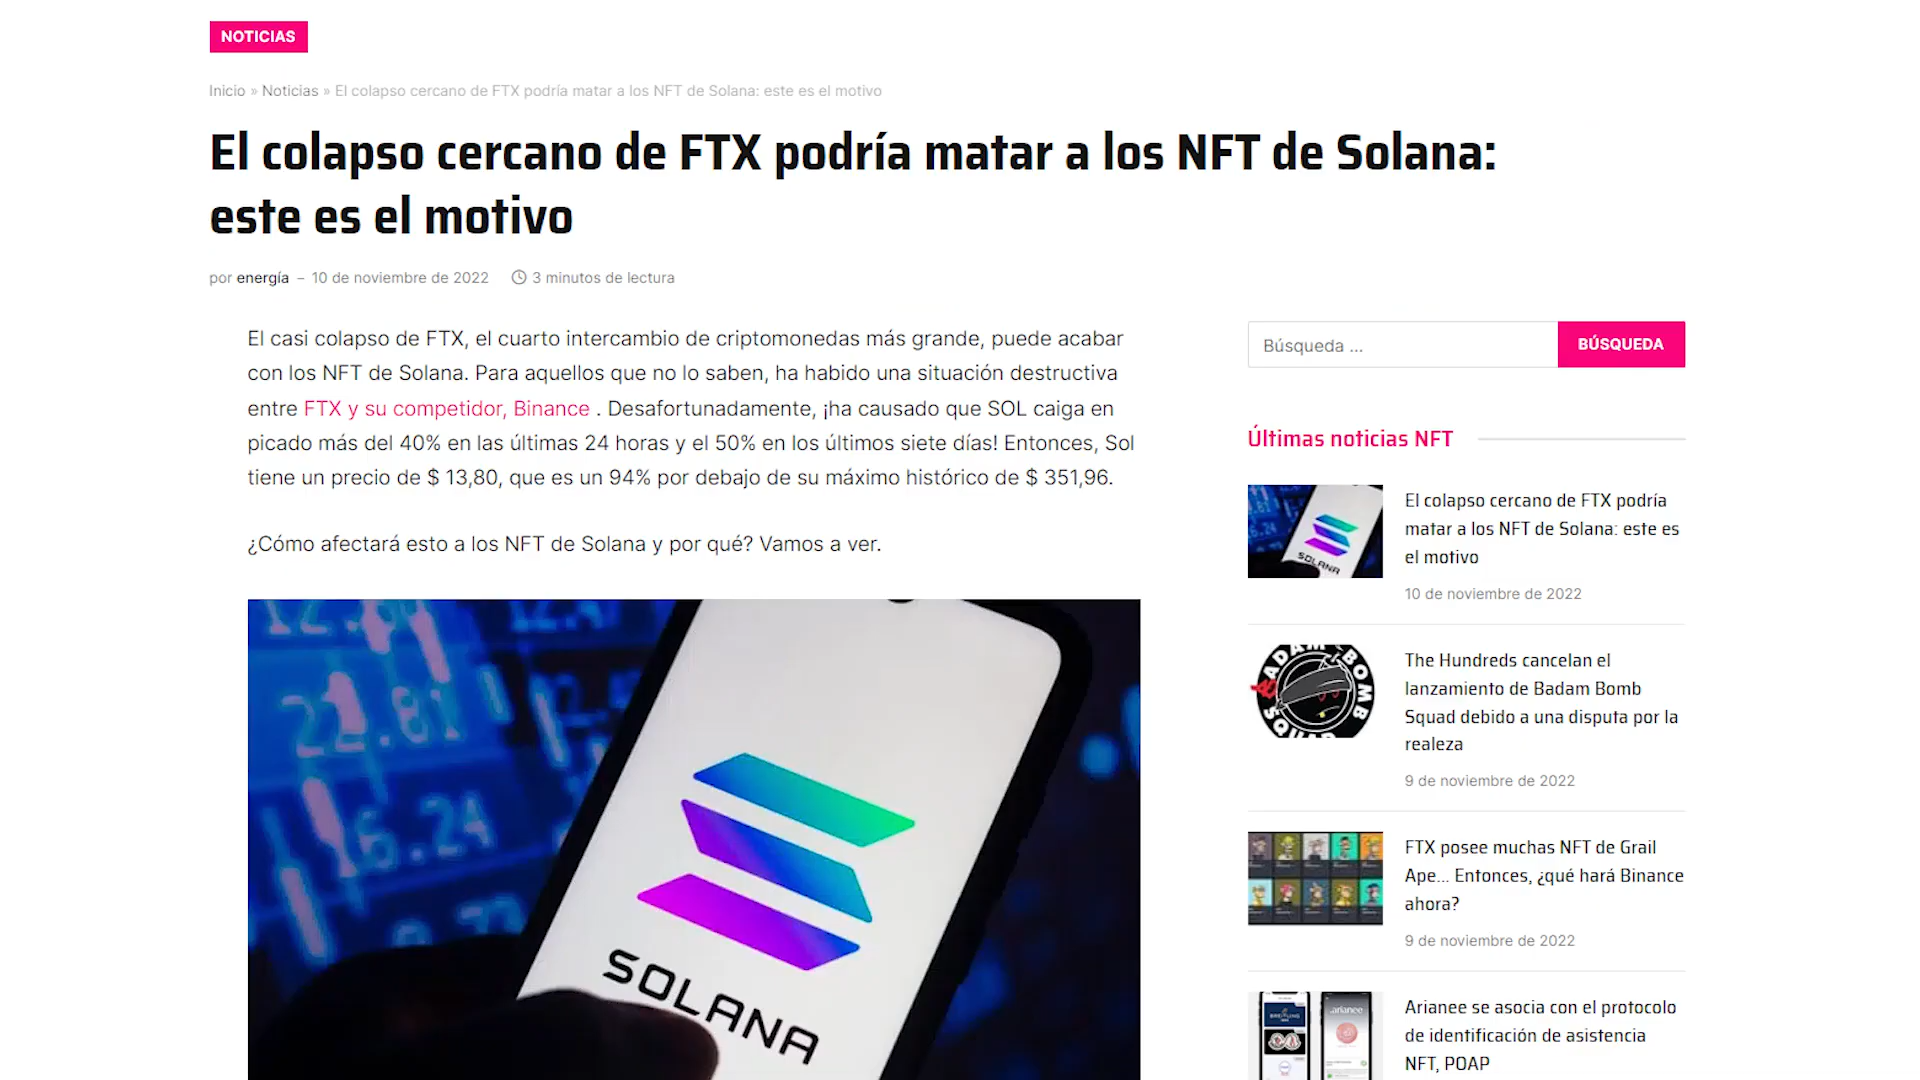 NOTICIAS
Inicio » Noticias » El colapso cercano de FTX podría matar a los NFT de Solana: este es el motivo
El colapso cercano de FTX podría matar a los NFT de Solana:
este es el motivo
por energía – 10 de noviembre de 2022 3 minutos de lectura
El casi colapso de FTX, el cuarto intercambio de criptomonedas más grande, puede acabar
con los NFT de Solana. Para aquellos que no lo saben, ha habido una situación destructiva
entre FTX y su competidor, Binance . Desafortunadamente, ¡ha causado que SOL caiga en
picado más del 40% en las últimas 24 horas y el 50% en los últimos siete días! Entonces, Sol
tiene un precio de $ 13,80, que es un 94% por debajo de su máximo histórico de $ 351,96.
¿Cómo afectará esto a los NFT de Solana y por qué? Vamos a ver.
21.81
6.24
SOLANA
Búsqueda ...
BÚSQUEDA
Últimas noticias NFT
SOLANA
El colapso cercano de FTX podría
matar a los NFT de Solana: este es
el motivo
10 de noviembre de 2022
ADAM BOMB
SQUAD
The Hundreds cancelan el
lanzamiento de Badam Bomb
Squad debido a una disputa por la
realeza
9 de noviembre de 2022
FTX posee muchas NFT de Grail
Ape... Entonces, ¿qué hará Binance
ahora?
9 de noviembre de 2022
BREITLING
arianee
Arianee se asocia con el protocolo
de identificación de asistencia
NFT, POAP